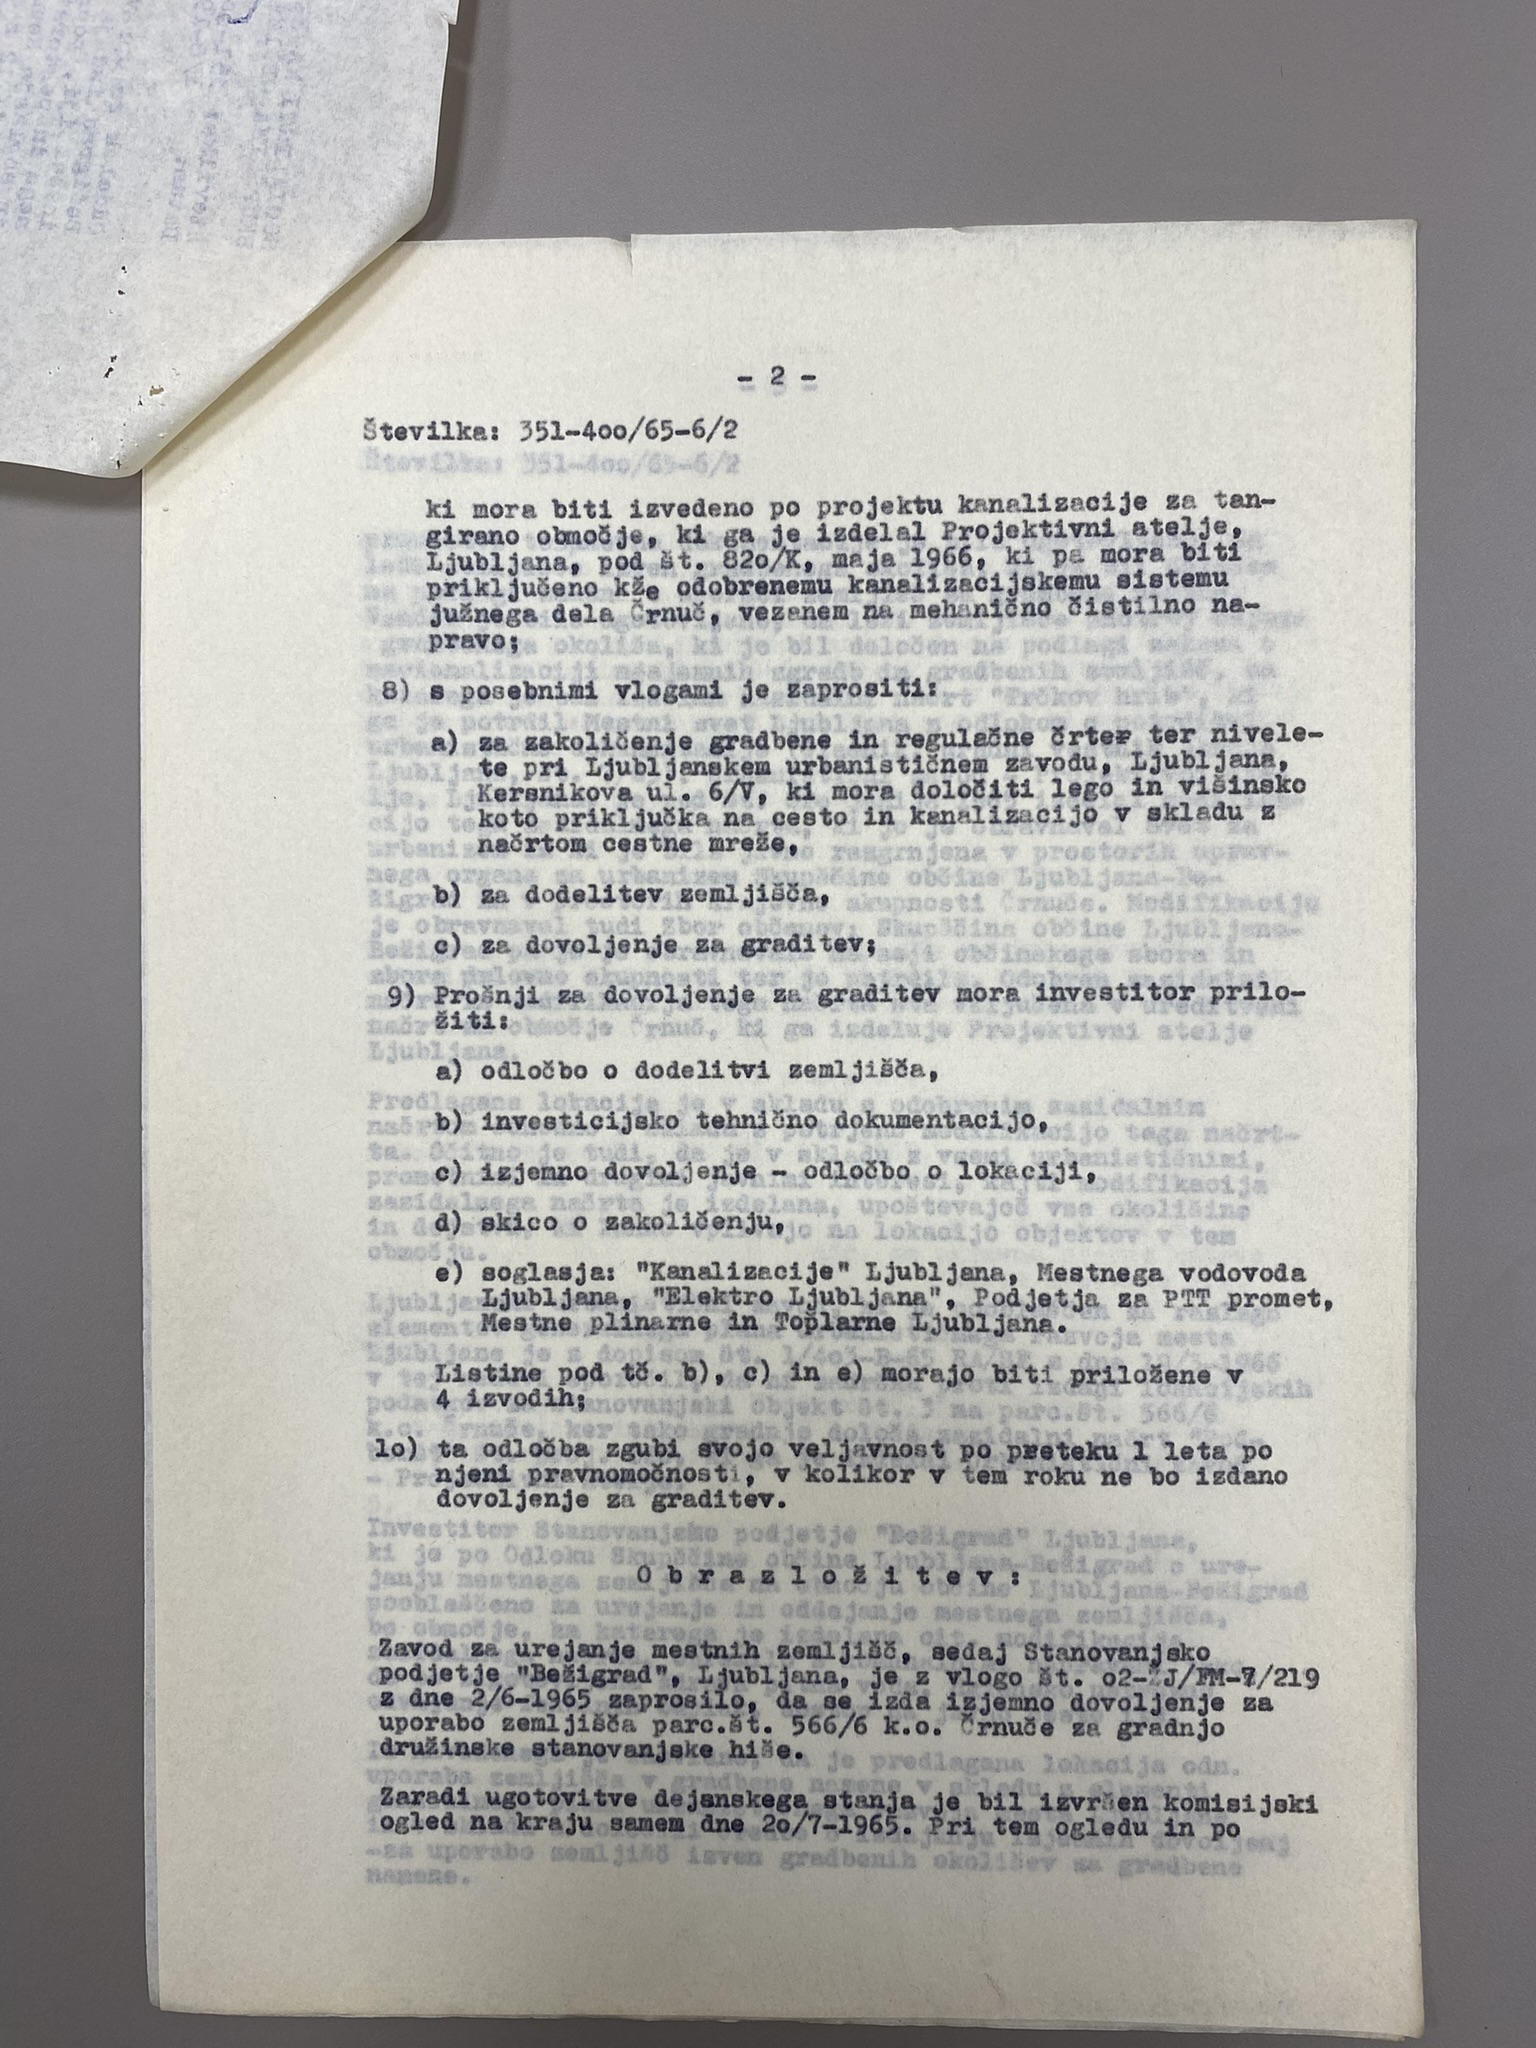 - 2 -
Številka: 351-4oo/65-6/2
ki mora biti izvedeno po projektu kanalizacije za tan-
girano območje, ki ga je izdelal Projektivni atelje,
Ljubljana, pod št. 82o/K, maja 1966, ki pa mora biti
priključeno kže odobrenemu kanalizacijskemu sistemu
južnega dela Črnuč, vezanem na mehanično čistilno na-
pravo;
8) s posebnimi vlogami je zaprositi:
a) za zakoličenje gradbene in regulačne črter ter nivele-
te pri Ljubljanskem urbanističnem zavodu, Ljubljana,
Kersnikova ul. 6/V, ki mora določiti lego in višinsko
koto priključka na cesto in kanalizacijo v skladu z
načrtom cestne mreže,
b) za dodelitev zemljišča,
c) za dovoljenje za graditev;
9) Prošnji za dovoljenje za graditev mora investitor prilo-
žiti:
a) odločbo o dodelitvi zemljišča,
b) investicijsko tehnično dokumentacijo,
c) izjemno dovoljenje - odločbo o lokaciji,
d) skico o zakoličenju,
e) soglasja: "Kanalizacije" Ljubljana, Mestnega vodovoda
Ljubljana, "Elektro Ljubljana", Podjetja za PTT promet,
Mestne plinarne in Toplarne Ljubljana.
Listine pod tč. b), c) in e) morajo biti priložene v
4 izvodih;
lo) ta odločba zgubi svojo veljavnost po preteku l leta po
njeni pravnomočnosti, v kolikor v tem roku ne bo izdano
dovoljenje za graditev.
O b r a z l o ž i t e v :
Zavod za urejanje mestnih zemljišč, sedaj Stanovanjsko
podjetje "Bežigrad", Ljubljana, je z vlogo št. o2-ZJ/FM-7/219
z dne 2/6-1965 zaprosilo, da se izda izjemno dovoljenje za
uporabo zemljišča parc.št. 566/6 k.o. Črnuče za gradnjo
družinske stanovanjske hiše.
Zaradi ugotovitve dejanskega stanja je bil izvršen komisijski
ogled na kraju samem dne 2o/7-1965. Pri tem ogledu in po